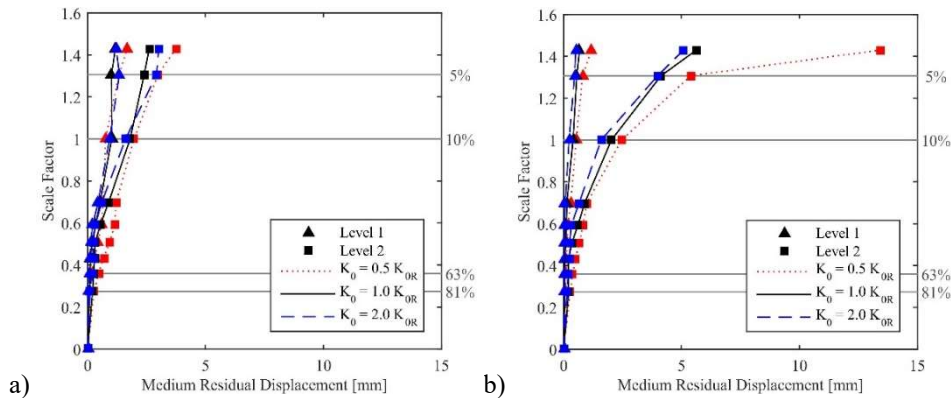 a)
1.6
1.4
1.2
1
0.8
0.6
0.4
0.2
0
Scale Factor
5%
10%
63%
81%
Level 1
Level 2
K0 = 0.5 K0R
K0 = 1.0 K0R
K0 = 2.0 K0R
0 5 10 15
Medium Residual Displacement [mm]
b)
1.6
1.4
1.2
1
0.8
0.6
0.4
0.2
0
Scale Factor
5%
10%
63%
81%
Level 1
Level 2
K0 = 0.5 K0R
K0 = 1.0 K0R
K0 = 2.0 K0R
0 5 10 15
Medium Residual Displacement [mm]